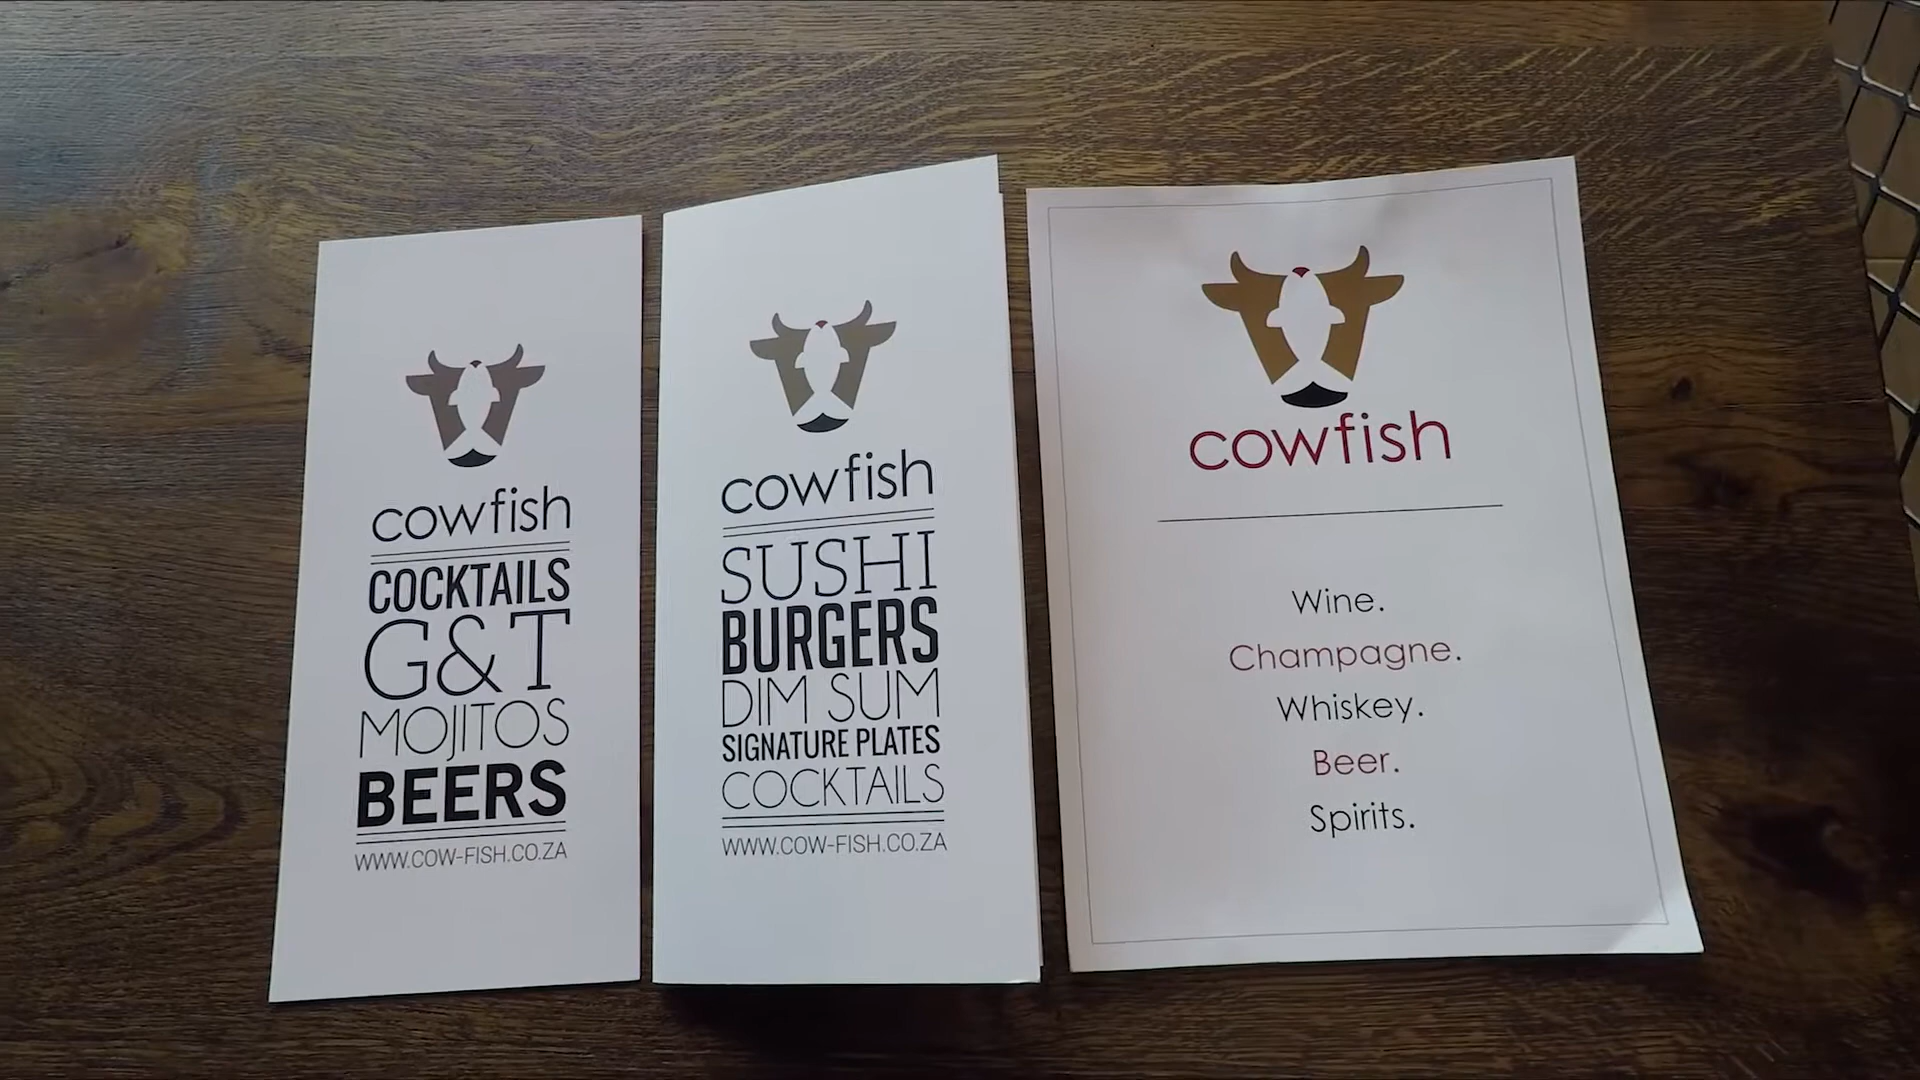 cowfish
COCKTAILS
G&T
MOJITOS
BEERS
WWW.COW-FISH.CO.ZA
cowfish
SUSHI
BURGERS
DIM SUM
SIGNATURE PLATES
COCKTAILS
WWW.COW-FISH.CO.ZA
cowfish
Wine.
Champagne.
Whiskey.
Beer.
Spirits.